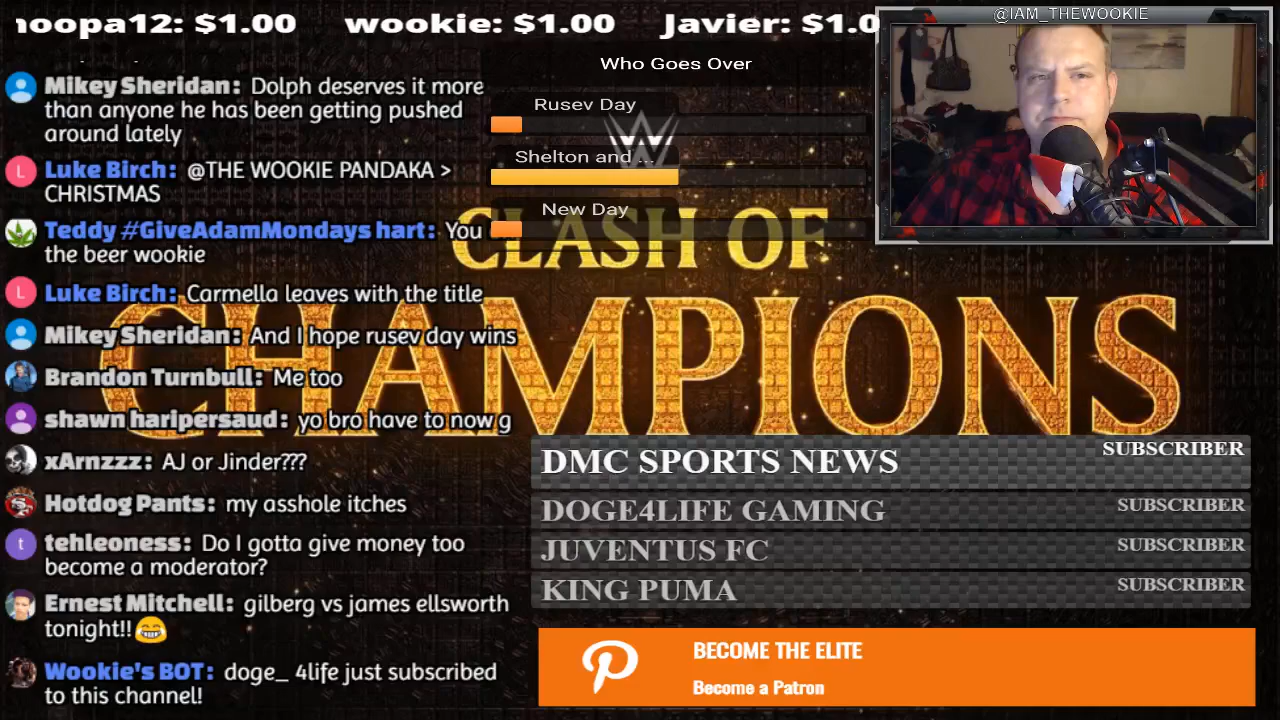 noopa12: $1.00 wookie: $1.00 Javier: $1.0
@IAM_THEWOOKIE
Who Goes Over
Rusev Day
Shelton and ...
New Day
W
CLASH OF
CHAMPIONS
Mikey Sheridan: Dolph deserves it more
than anyone he has been getting pushed
around lately
Luke Birch: @THE WOOKIE PANDAKA >
CHRISTMAS
Teddy #GiveAdamMondays hart: You
the beer wookie
Luke Birch: Carmella leaves with the title
Mikey Sheridan: And I hope rusev day wins
Brandon Turnbull: Me too
shawn haripersaud: yo bro have to now g
xArnzzz: AJ or Jinder???
Hotdog Pants: my asshole itches
t
tehleoness: Do I gotta give money too
become a moderator?
Ernest Mitchell: gilberg vs james ellsworth
tonight!!😂
Wookie's BOT: doge_ 4life just subscribed
to this channel!
DMC SPORTS NEWS SUBSCRIBER
DOGE4LIFE GAMING SUBSCRIBER
JUVENTUS FC SUBSCRIBER
KING PUMA SUBSCRIBER
BECOME THE ELITE
Become a Patron